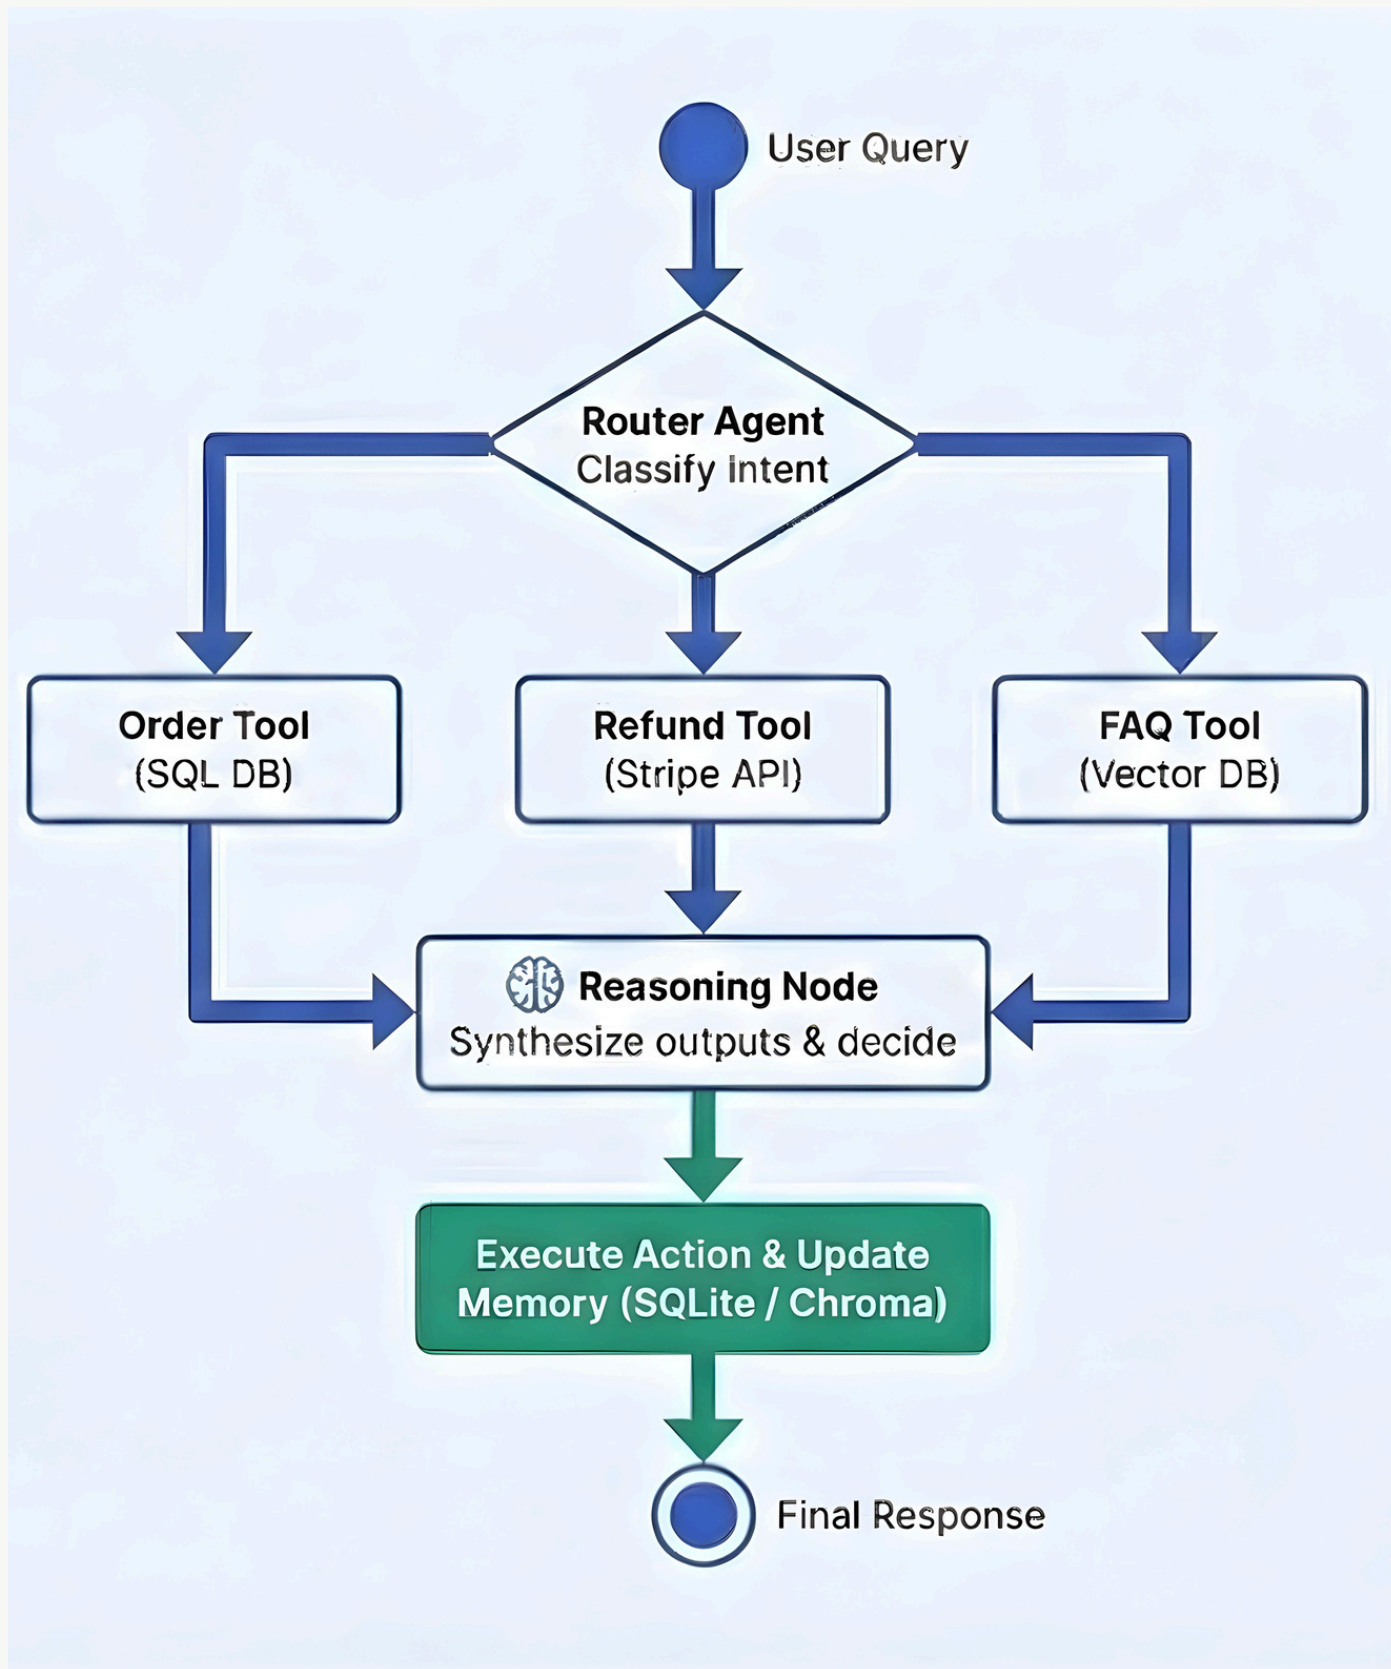 User Query
Router Agent
Classify Intent
Order Tool
(SQL DB)
Refund Tool
(Stripe API)
FAQ Tool
(Vector DB)
Reasoning Node
Synthesize outputs & decide
Execute Action & Update
Memory (SQLite / Chroma)
Final Response